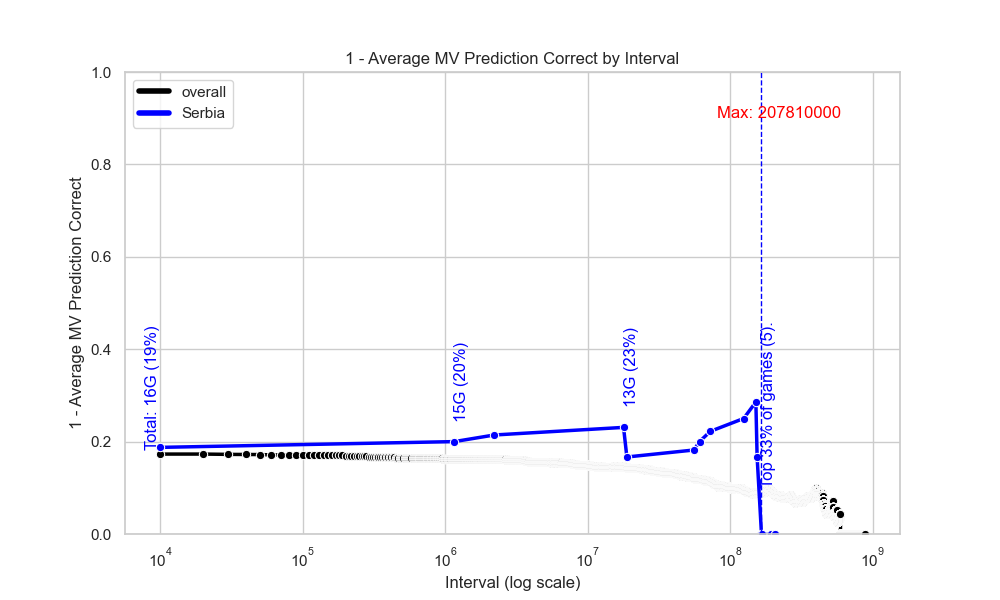 1 - Average MV Prediction Correct by Interval
overall
Serbia
Max: 207810000
1 - Average MV Prediction Correct
1.0
0.8
0.6
0.4
0.2
0.0
Total: 16G (19%)
15G (20%)
13G (23%)
Top 33% of games (5).
10^4
10^5
10^6
10^7
10^8
10^9
Interval (log scale)